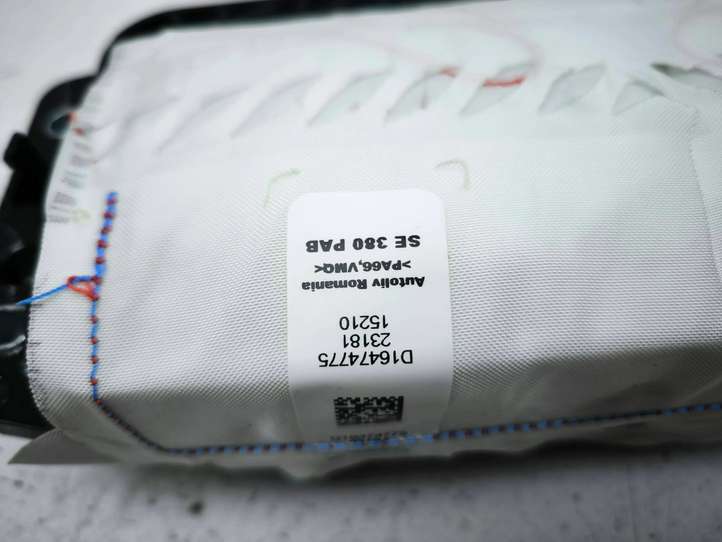 SE 380 PAB
>PA66,VMQ<
Autoliv Romania
15210
23181
D16474775